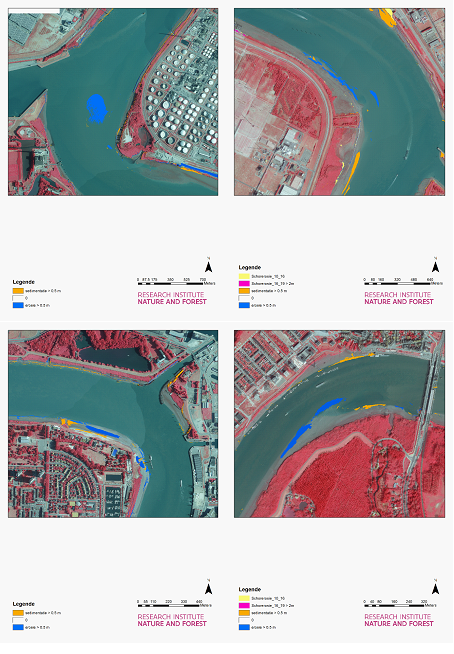 N
Legende
0 87.5 175 350 525 700
Meters
sedimentatie > 0.5 m
0
erosie > 0.5 m
RESEARCH INSTITUTE
NATURE AND FOREST
N
Legende
Schorerosie_10_16
Schorerosie_16_19 > 2m
0 80 160 320 480 640
Meters
sedimentatie > 0.5 m
0
erosie > 0.5 m
RESEARCH INSTITUTE
NATURE AND FOREST
N
Legende
0 55 110 220 330 440
Meters
sedimentatie > 0.5 m
0
erosie > 0.5 m
RESEARCH INSTITUTE
NATURE AND FOREST
N
Legende
Schorerosie_10_16
Schorerosie_16_19 > 2m
0 40 80 160 240 320
Meters
sedimentatie > 0.5 m
0
erosie > 0.5 m
RESEARCH INSTITUTE
NATURE AND FOREST